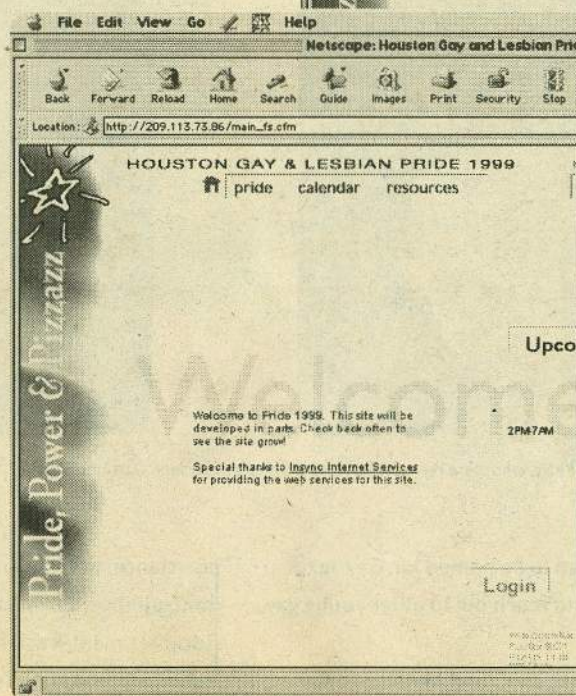 File Edit View Go Help
Netscape: Houston Gay and Lesbian Prid
Back Forward Reload Home Search Guide Images Print Security Stop
Location: http://209.113.73.86/main_fs.cfm
HOUSTON GAY & LESBIAN PRIDE 1999
pride calendar resources
Pride, Power & Pizzazz
Welcome
Upco
Welcome to Pride 1999. This site will be
developed in parts. Check back often to
see the site grow!
2PM-7AM
Special thanks to Insync Internet Services
for providing the web services for this site.
Login